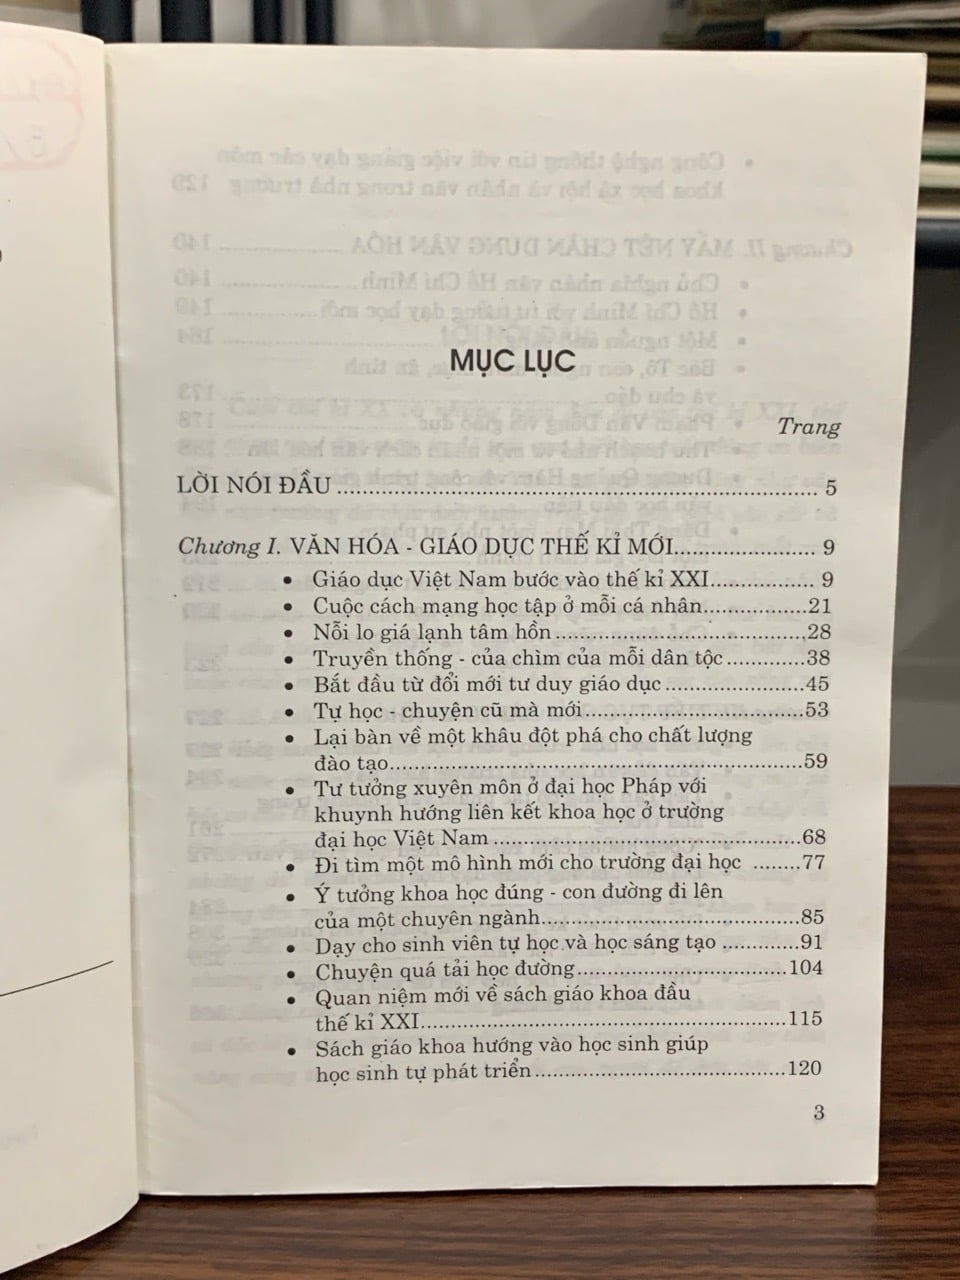 MỤC LỤC
Trang
LỜI NÓI ĐẦU ........ 5
Chương I. VĂN HÓA - GIÁO DỤC THẾ KỈ MỚI........ 9
• Giáo dục Việt Nam bước vào thế kỉ XXI........ 9
• Cuộc cách mạng học tập ở mỗi cá nhân........21
• Nỗi lo giá lạnh tâm hồn........28
• Truyền thống - của chìm của mỗi dân tộc........38
• Bắt đầu từ đổi mới tư duy giáo dục........45
• Tự học - chuyện cũ mà mới........53
• Lại bàn về một khâu đột phá cho chất lượng
đào tạo........59
• Tư tưởng xuyên môn ở đại học Pháp với
khuynh hướng liên kết khoa học ở trường
đại học Việt Nam........68
• Đi tìm một mô hình mới cho trường đại học ........77
• Ý tưởng khoa học đúng - con đường đi lên
của một chuyên ngành........85
• Dạy cho sinh viên tự học và học sáng tạo ........91
• Chuyện quá tải học đường........104
• Quan niệm mới về sách giáo khoa đầu
thế kỉ XXI........115
• Sách giáo khoa hướng vào học sinh giúp
học sinh tự phát triển........120
3